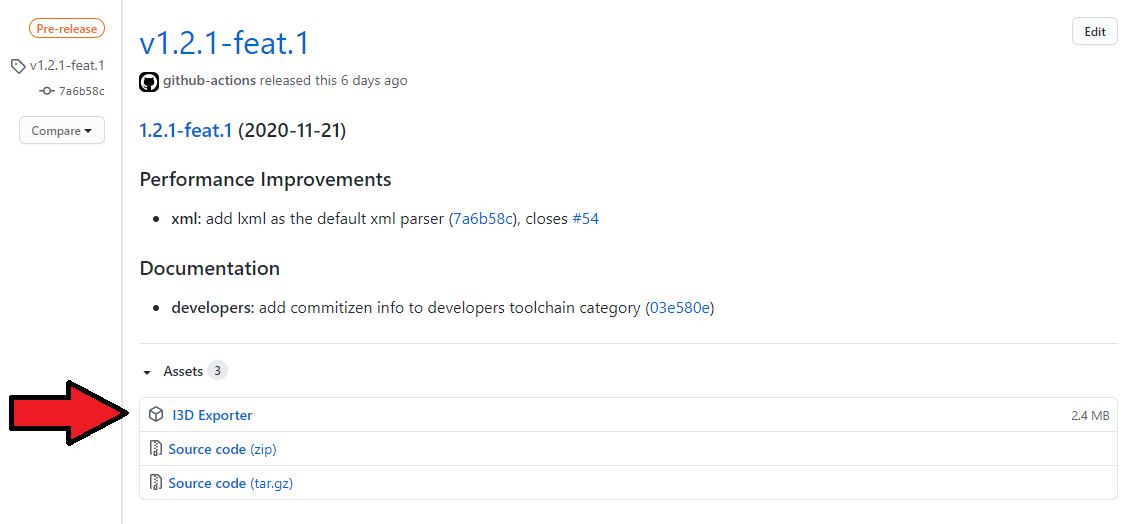 Pre-release
v1.2.1-feat.1
7a6b58c
Compare
v1.2.1-feat.1
Edit
github-actions released this 6 days ago
1.2.1-feat.1 (2020-11-21)
Performance Improvements
• xml: add lxml as the default xml parser (7a6b58c), closes #54
Documentation
• developers: add commitizen info to developers toolchain category (03e580e)
Assets 3
I3D Exporter 2.4 MB
Source code (zip)
Source code (tar.gz)